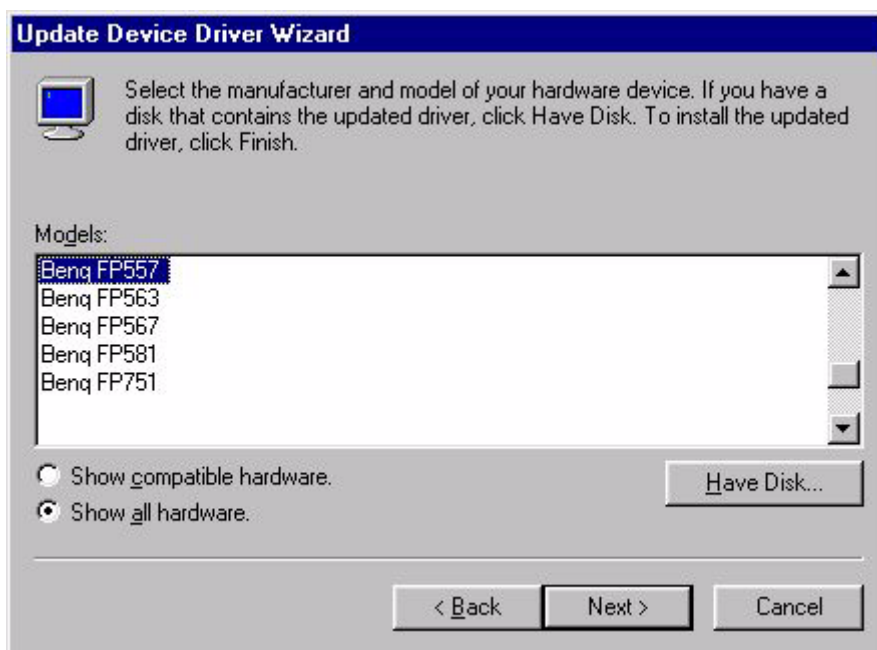 Update Device Driver Wizard
Select the manufacturer and model of your hardware device. If you have a
disk that contains the updated driver, click Have Disk. To install the updated
driver, click Finish.
Models:
Benq FP557
Benq FP563
Benq FP567
Benq FP581
Benq FP751
Show compatible hardware.
Show all hardware.
Have Disk...
< Back
Next >
Cancel